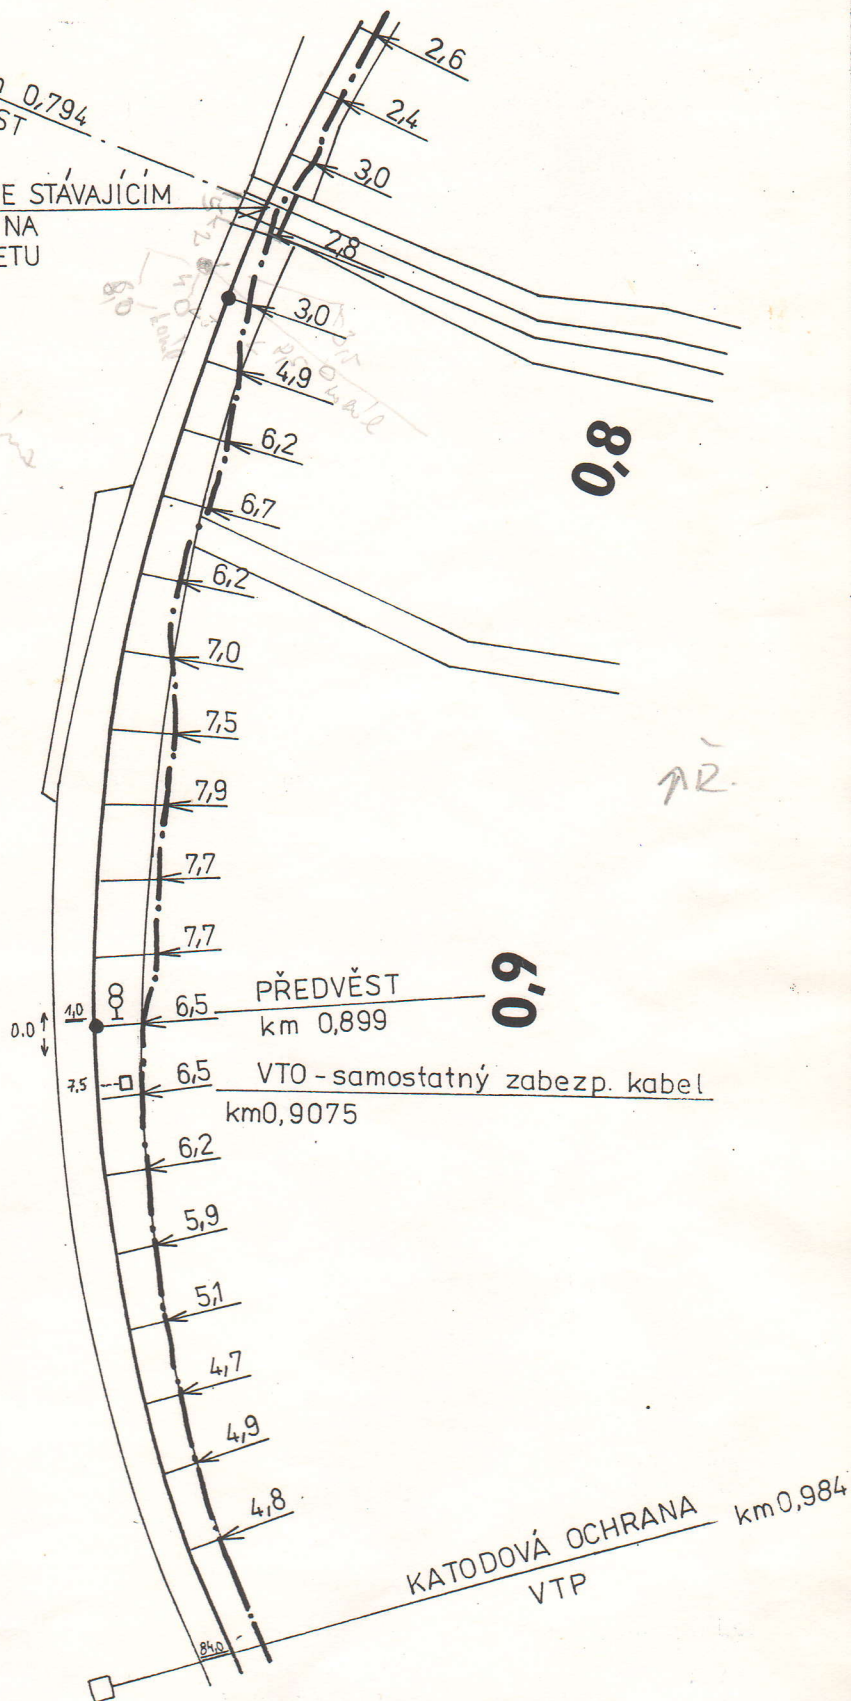 2,6
0,794
ST
2,4
3,0
E STÁVAJÍCÍM
NA
ETU
2,8
3,0
4,9
6,2
0,8
6,7
6,2
7,0
7,5
př.
7,9
7,7
7,7
0,9
PŘEDVĚST
1,0
6,5
km 0,899
0.0
7,5
6,5
VTO - samostatný zabezp. kabel
km0,9075
6,2
5,9
5,1
4,7
4,9
4,8
KATODOVÁ OCHRANA
km0,984
VTP
84,0